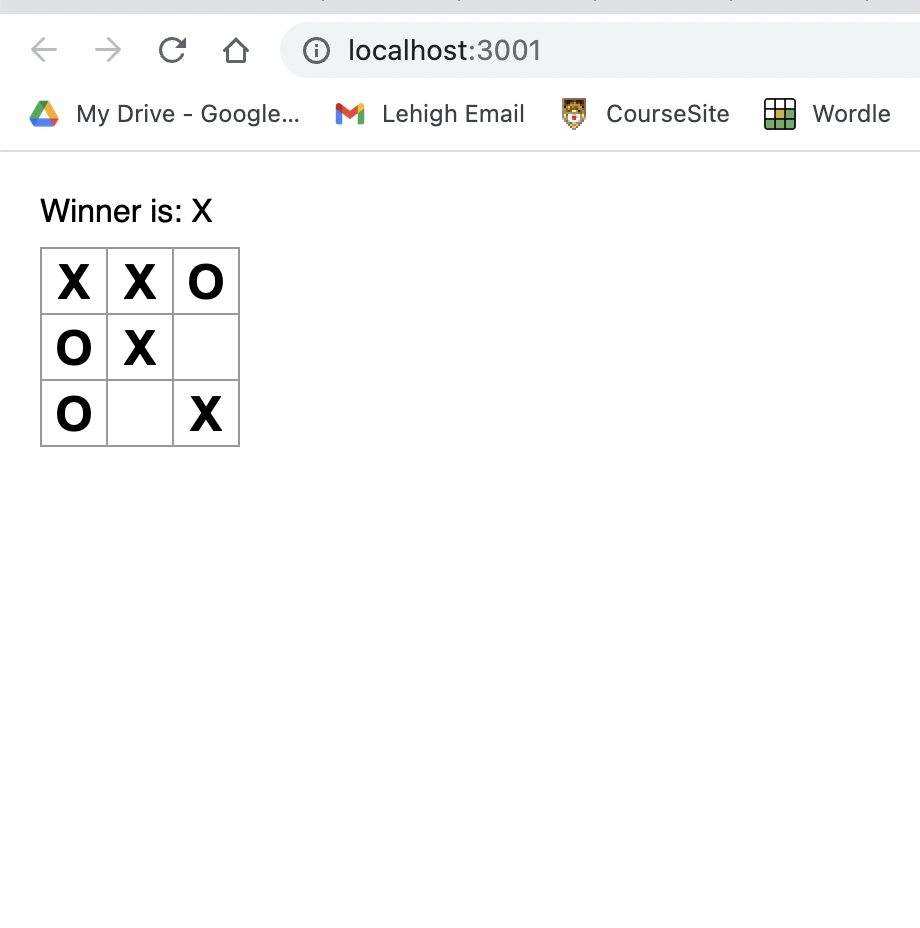 localhost:3001
My Drive - Google... Lehigh Email CourseSite Wordle
Winner is: X
X X O
O X
O X